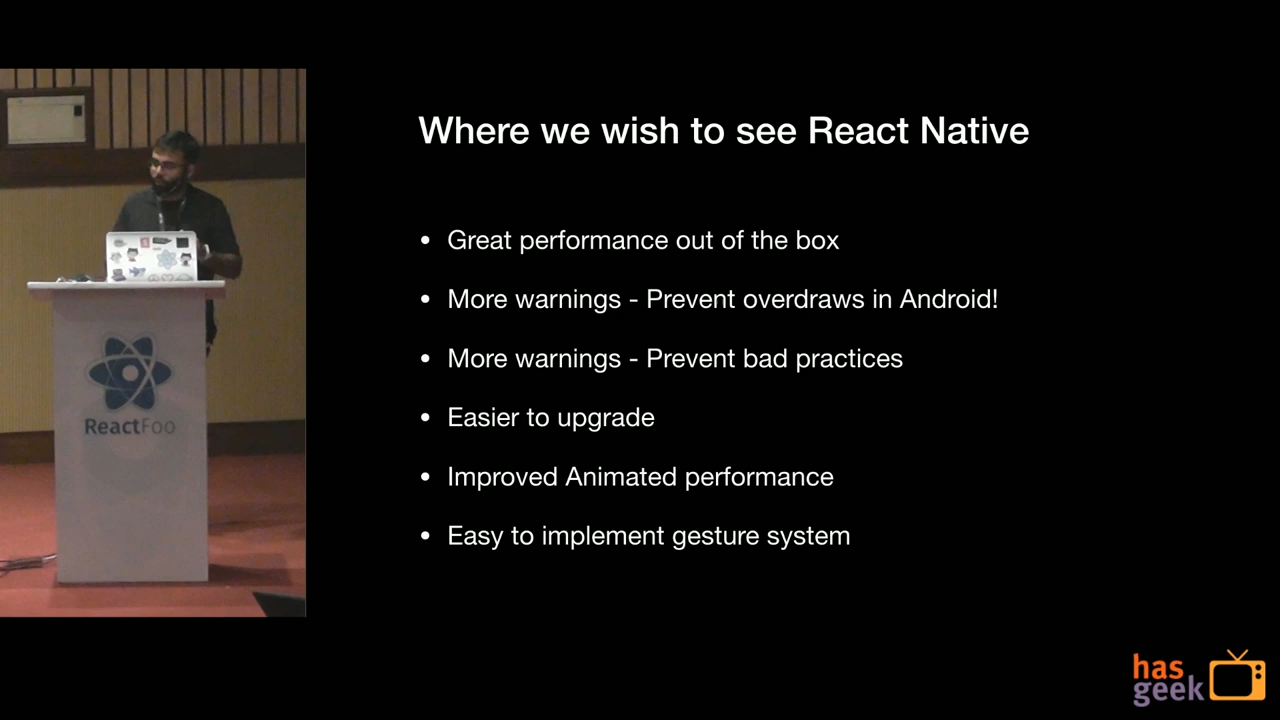 Where we wish to see React Native
• Great performance out of the box
• More warnings - Prevent overdraws in Android!
• More warnings - Prevent bad practices
• Easier to upgrade
• Improved Animated performance
• Easy to implement gesture system
ReactFoo
has
geek